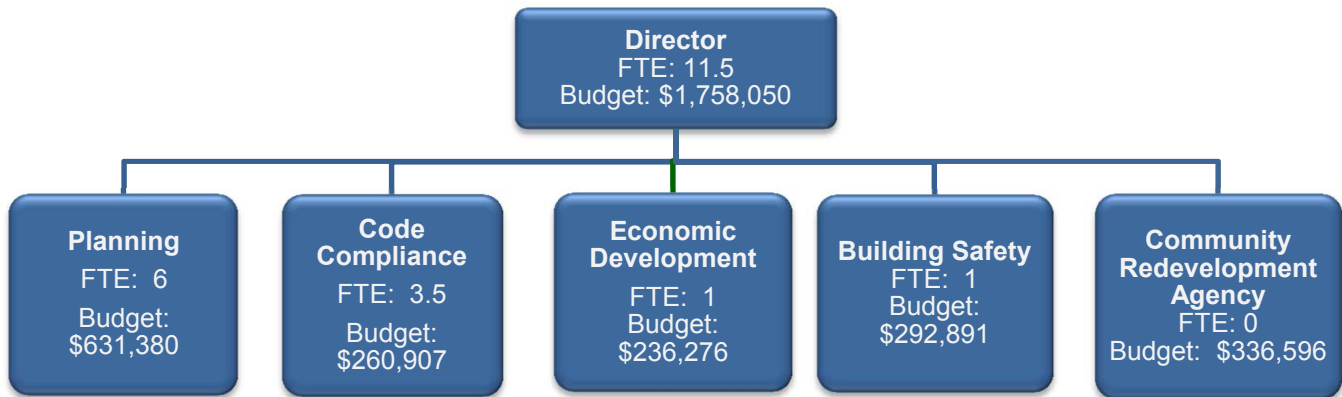 Director
FTE: 11.5
Budget: $1,758,050
Planning
FTE: 6
Budget:
$631,380
Code
Compliance
FTE: 3.5
Budget:
$260,907
Economic
Development
FTE: 1
Budget:
$236,276
Building Safety
FTE: 1
Budget:
$292,891
Community
Redevelopment
Agency
FTE: 0
Budget: $336,596